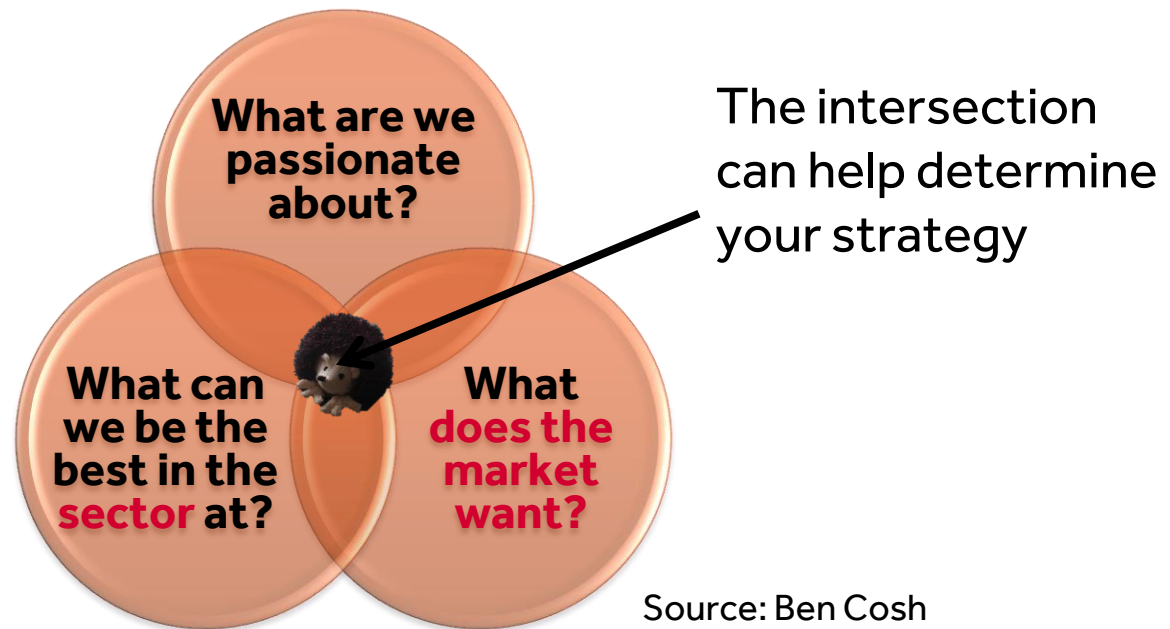 What are we
passionate
about?
The intersection
can help determine
your strategy
What can
we be the
best in the
sector at?
What
does the
market
want?
Source: Ben Cosh